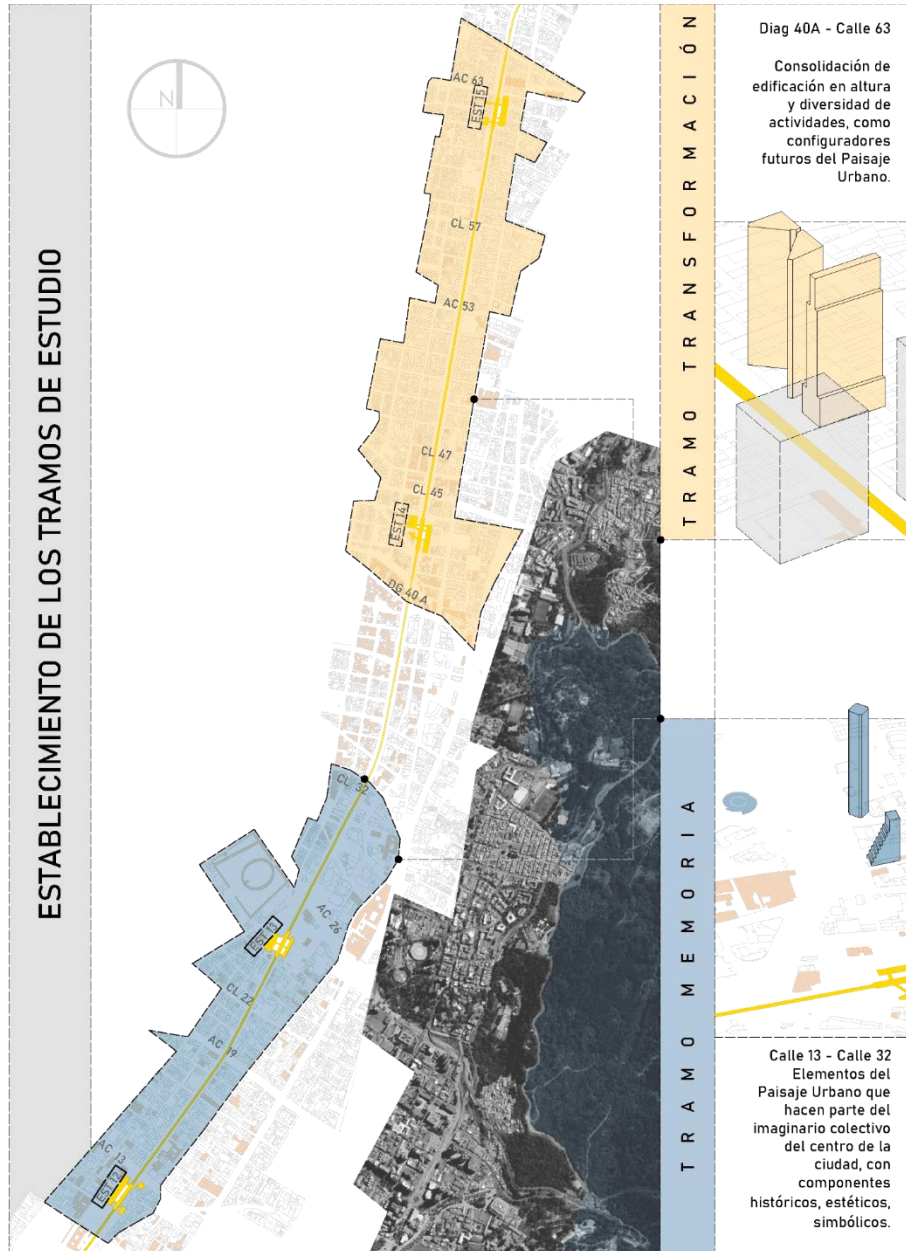 ESTABLECIMIENTO DE LOS TRAMOS DE ESTUDIO
N
AC 63
EST 15
CL 57
AC 53
CL 47
CL 45
EST 14
DG 40 A
CL 32
AC 26
EST 13
CL 22
AC 19
AC 13
EST 12
TRAMO TRANSFORMACIÓN
Diag 40A - Calle 63
Consolidación de
edificación en altura
y diversidad de
actividades, como
configuradores
futuros del Paisaje
Urbano.
TRAMO MEMORIA
Calle 13 - Calle 32
Elementos del
Paisaje Urbano que
hacen parte del
imaginario colectivo
del centro de la
ciudad, con
componentes
históricos, estéticos,
simbólicos.